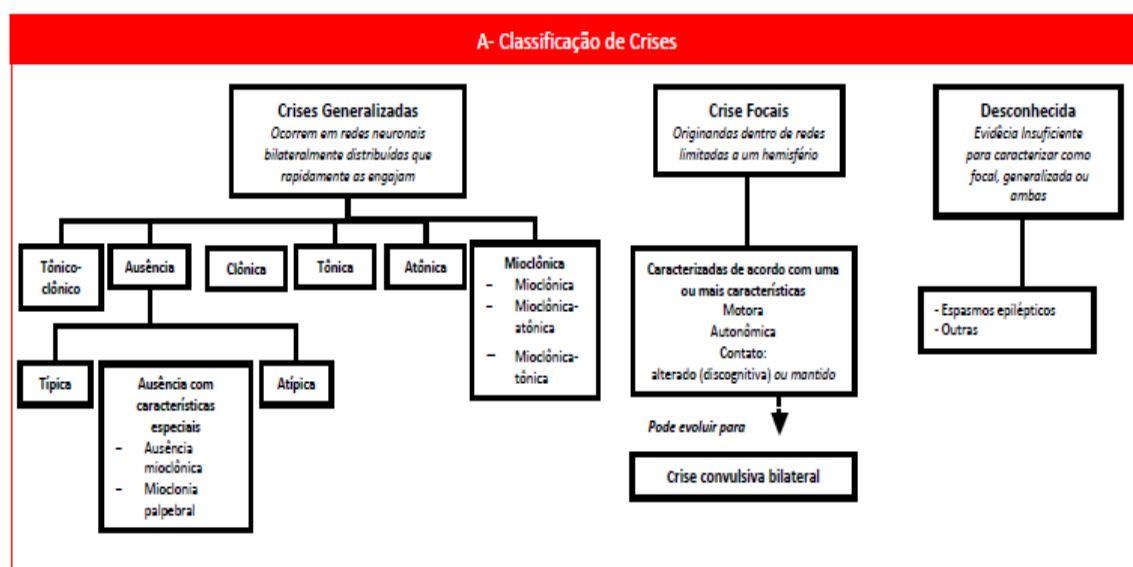 A- Classificação de Crises
Crises Generalizadas
Ocorrem em redes neuronais
bilateralmente distribuídas que
rapidamente as engajam
Crise Focais
Originandas dentro de redes
limitadas a um hemisfério
Desconhecida
Evidêcia Insuficiente
para caracterizar como
focal, generalizada ou
ambas
Tônico-
clônico
Ausência
Clônica
Tônica
Atônica
Mioclônica
– Mioclônica
– Mioclônica-
atônica
– Mioclônica-
tônica
Caracterizadas de acordo com uma
ou mais características
Motora
Autonômica
Contato:
alterado (discognitiva) ou mantido
- Espasmos epilépticos
- Outras
Típica
Ausência com
características
especiais
– Ausência
mioclônica
– Mioclonia
palpebral
Atípica
Pode evoluir para
Crise convulsiva bilateral